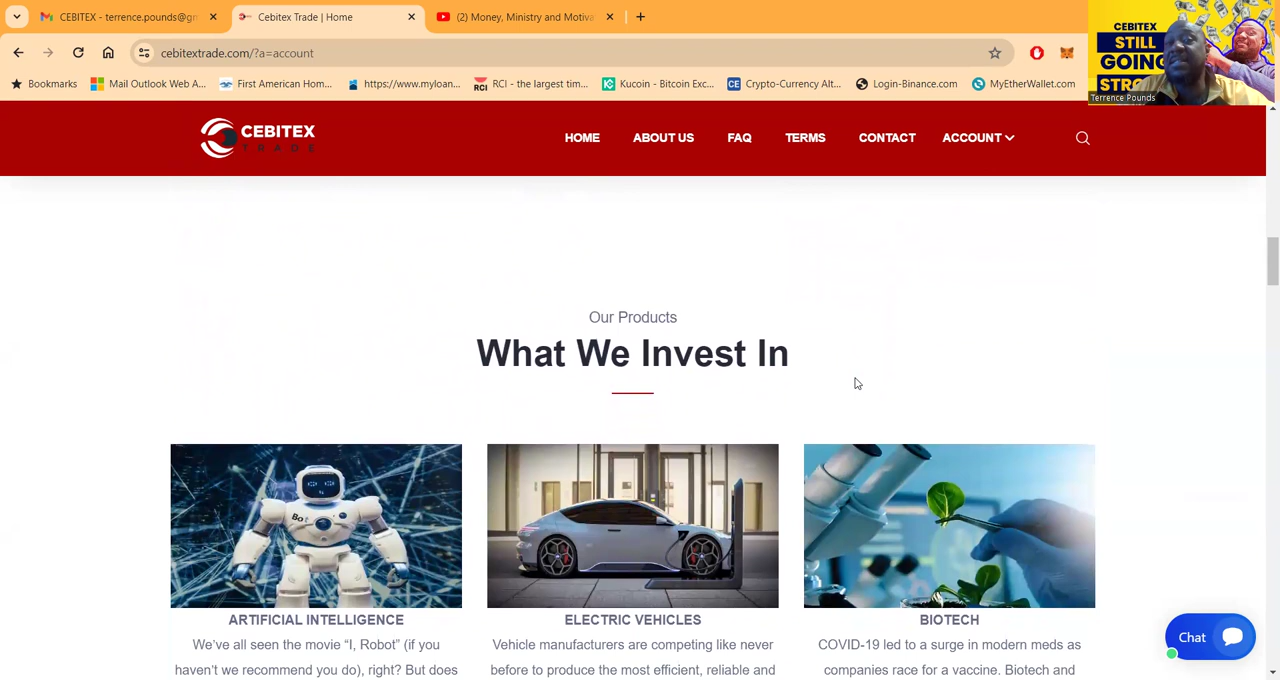 CEBITEX - terrence.pounds@gm
Cebitex Trade | Home
(2) Money, Ministry and Motiva
cebitextrade.com/?a=account
Bookmarks
Mail Outlook Web A...
First American Hom...
https://www.myloan...
RCI - the largest tim...
Kucoin - Bitcoin Exc...
Crypto-Currency Alt...
Login-Binance.com
MyEtherWallet.com
CEBITEX
STILL
GOING
STRO
Terrence Pounds
CEBITEX
TRADE
HOME
ABOUT US
FAQ
TERMS
CONTACT
ACCOUNT
Our Products
What We Invest In
Bot
ARTIFICIAL INTELLIGENCE
We've all seen the movie “I, Robot” (if you
haven't we recommend you do), right? But does
ELECTRIC VEHICLES
Vehicle manufacturers are competing like never
before to produce the most efficient, reliable and
BIOTECH
COVID-19 led to a surge in modern meds as
companies race for a vaccine. Biotech and
Chat